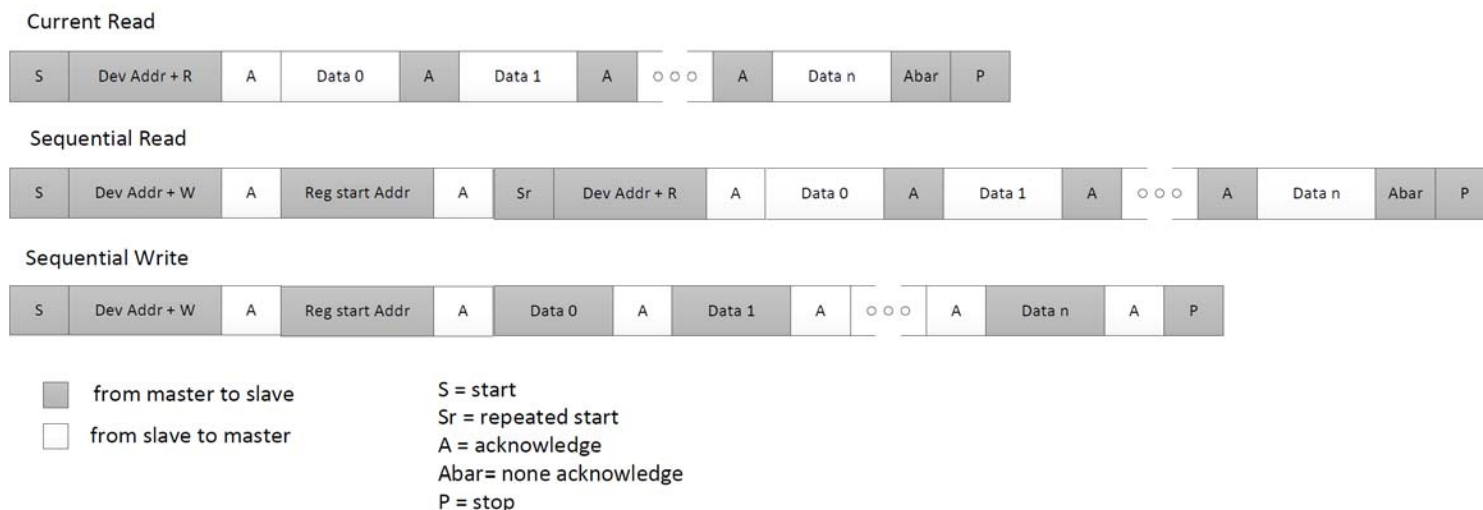 Current Read
S Dev Addr + R A Data 0 A Data 1 A A Data n Abar P
Sequential Read
S Dev Addr + W A Reg start Addr A Sr Dev Addr + R A Data 0 A Data 1 A A Data n Abar P
Sequential Write
S Dev Addr + W A Reg start Addr A Data 0 A Data 1 A A Data n A P
from master to slave
from slave to master
S = start
Sr = repeated start
A = acknowledge
Abar= none acknowledge
P = stop